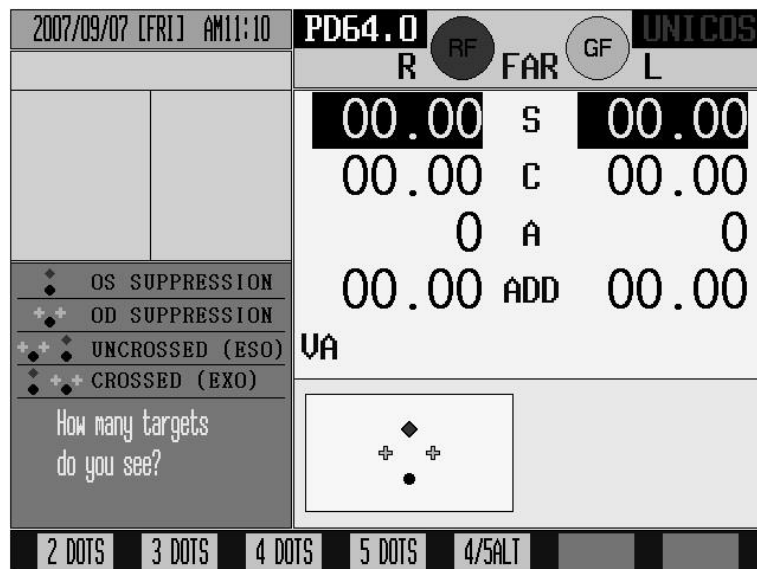 2007/09/07 [FRI] AM11:10
PD64.0 RF GF UNICOS
R FAR L
00.00 S 00.00
00.00 C 00.00
0 A 0
00.00 ADD 00.00
VA
OS SUPPRESSION
OD SUPPRESSION
UNCROSSED (ESO)
CROSSED (EXO)
How many targets
do you see?
2 DOTS 3 DOTS 4 DOTS 5 DOTS 4/5ALT